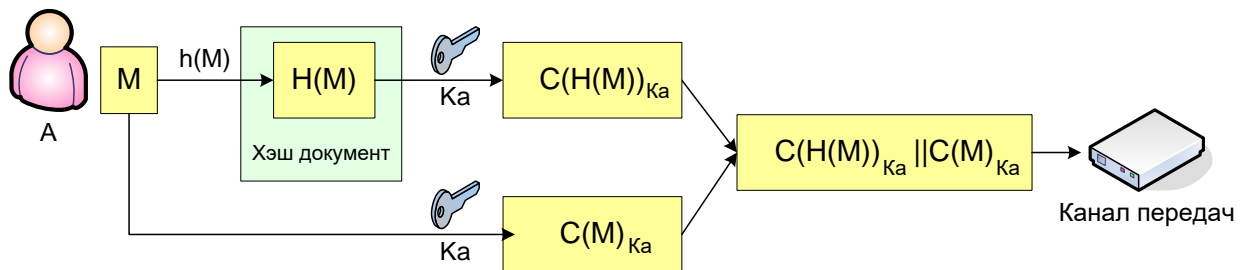 A
M
h(M)
H(M)
Хэш документ
Ka
C(H(M))Ka
Ka
C(M)Ka
C(H(M))Ka ||C(M)Ka
Канал передач